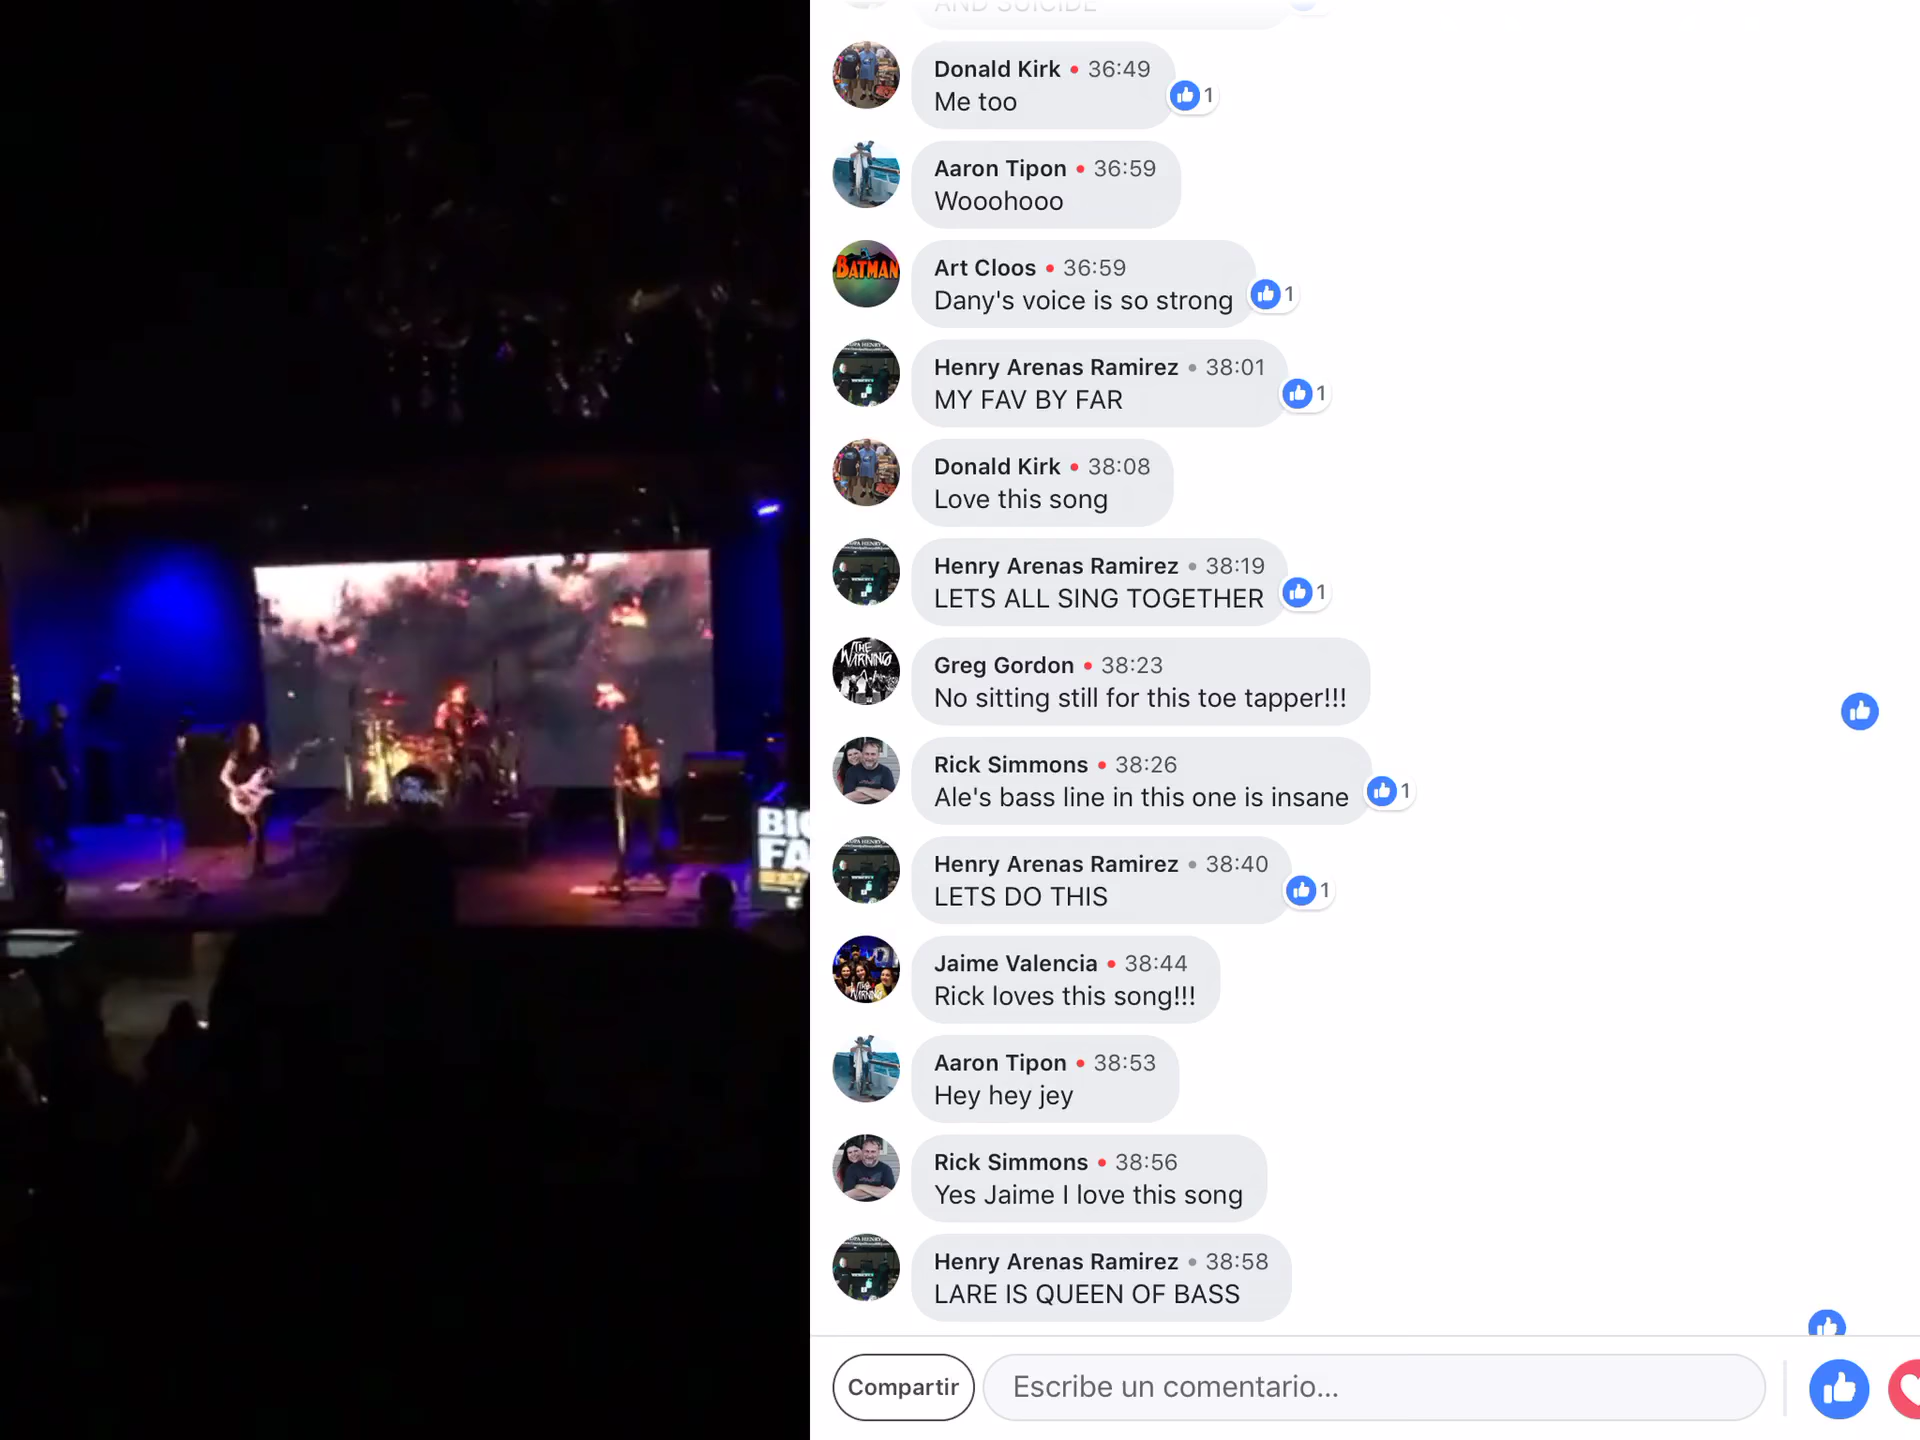 AND SUICIDE
Donald Kirk • 36:49
Me too
1
Aaron Tipon • 36:59
Wooohooo
BATMAN
Art Cloos • 36:59
Dany's voice is so strong
1
Henry Arenas Ramirez • 38:01
MY FAV BY FAR
1
Donald Kirk • 38:08
Love this song
Henry Arenas Ramirez • 38:19
LETS ALL SING TOGETHER
1
THE WARNING
Greg Gordon • 38:23
No sitting still for this toe tapper!!!
Rick Simmons • 38:26
Ale's bass line in this one is insane
1
Henry Arenas Ramirez • 38:40
LETS DO THIS
1
Jaime Valencia • 38:44
Rick loves this song!!!
Aaron Tipon • 38:53
Hey hey jey
Rick Simmons • 38:56
Yes Jaime I love this song
Henry Arenas Ramirez • 38:58
LARE IS QUEEN OF BASS
Compartir
Escribe un comentario...